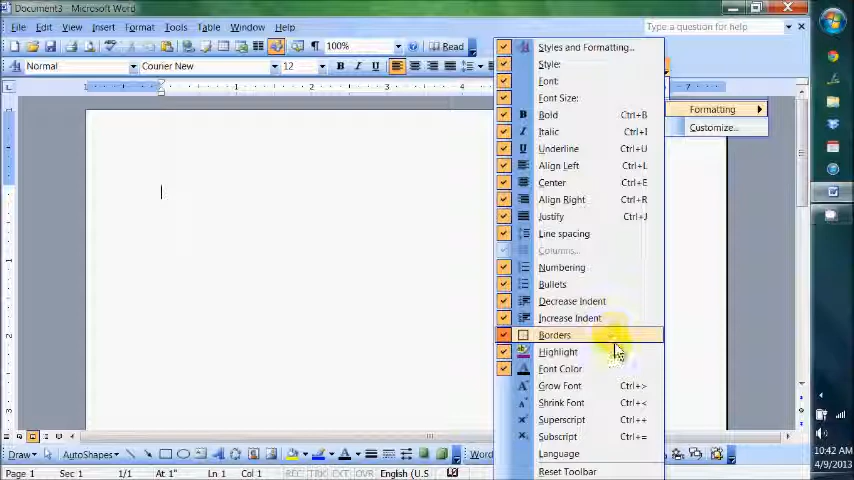 Document3 - Microsoft Word
File Edit View Insert Format Tools Table Window Help
Type a question for help
100%
Read
Normal
Courier New
12
Styles and Formatting...
Style:
Font:
Font Size:
Bold Ctrl+B
Italic Ctrl+I
Underline Ctrl+U
Align Left Ctrl+L
Center Ctrl+E
Align Right Ctrl+R
Justify Ctrl+J
Line spacing
Columns...
Numbering
Bullets
Decrease Indent
Increase Indent
Borders
Highlight
Font Color
Grow Font Ctrl+>
Shrink Font Ctrl+<
Superscript Ctrl++
Subscript Ctrl+=
Language
Reset Toolbar
Formatting
Customize...
Draw AutoShapes
Word
Page 1 Sec 1 1/1 At 1" Ln 1 Col 1 REC TRK EXT OVR English (U.S
10:42 AM
4/9/2013